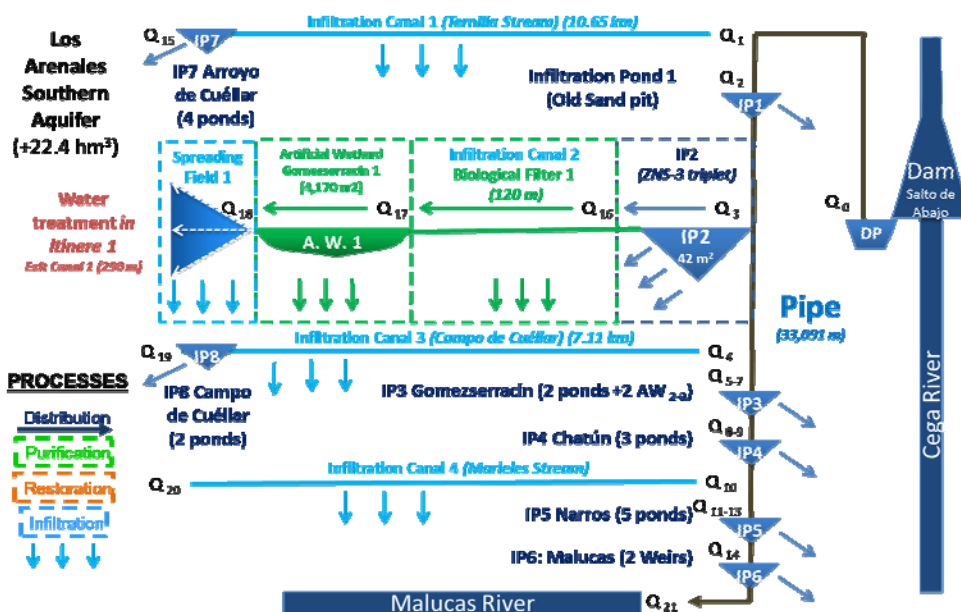 Infiltration Canal 1 (Ternilla Stream) (10.65 km)
Q15
IP7
Q1
Los
Arenales
Southern
Aquifer
(+22.4 hm³)
IP7 Arroyo
de Cuéllar
(4 ponds)
Infiltration Pond 1
(Old Sand pit)
Q2
IP1
Spreading
Field 1
Artificial Wetland
Gomezserracin 1
(4,170 m2)
Infiltration Canal 2
Biological Filter 1
(120 m)
IP2
(ZNS-3 triplet)
Dam
Salto de
Abajo
Q0
DP
Water
treatment in
itinere 1
Exit Canal 1 (250 m)
Q18
Q17
Q16
Q3
A. W. 1
IP2
42 m²
Pipe
(33,091 m)
Infiltration Canal 3 (Campo de Cuéllar) (7.11 km)
Q19
IP8
Q4
Q5-7
PROCESSES
Distribution
Purification
Restoration
Infiltration
IP8 Campo
de Cuéllar
(2 ponds)
IP3 Gomezserracín (2 ponds +2 AW 2-3)
IP3
IP4 Chatún (3 ponds)
Q8-9
IP4
Infiltration Canal 4 (Marieles Stream)
Q20
Q10
IP5 Narros (5 ponds)
Q11-13
IP5
IP6: Malucas (2 Weirs)
Q14
IP6
Malucas River
Q21
Cega River